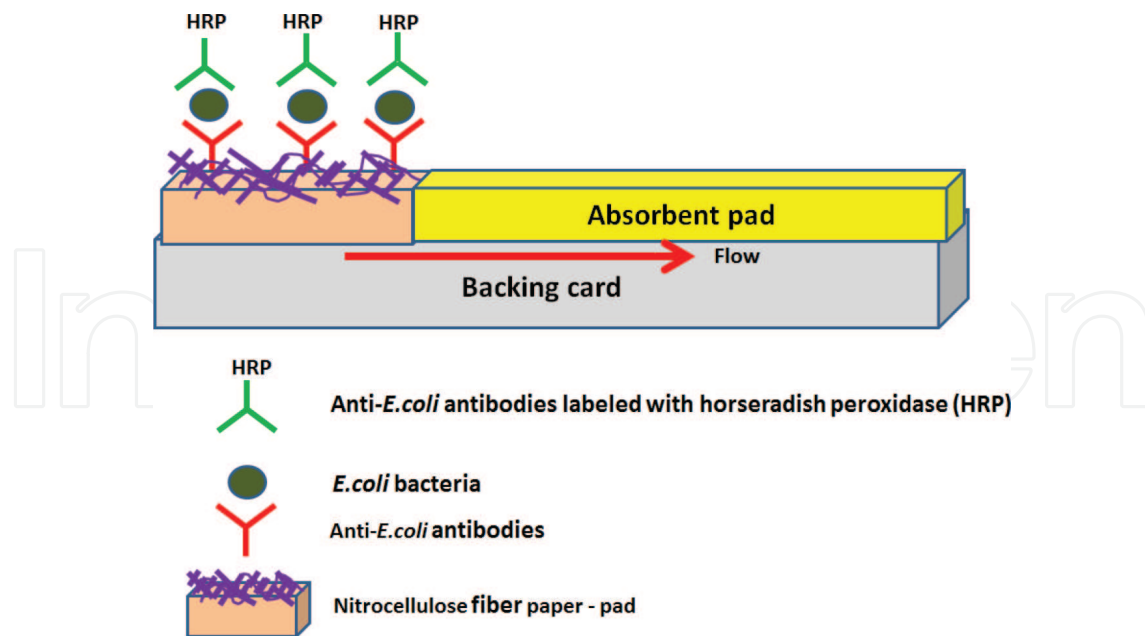 HRP HRP HRP
Absorbent pad
Flow
Backing card
HRP
Anti-E.coli antibodies labeled with horseradish peroxidase (HRP)
E.coli bacteria
Anti-E.coli antibodies
Nitrocellulose fiber paper - pad